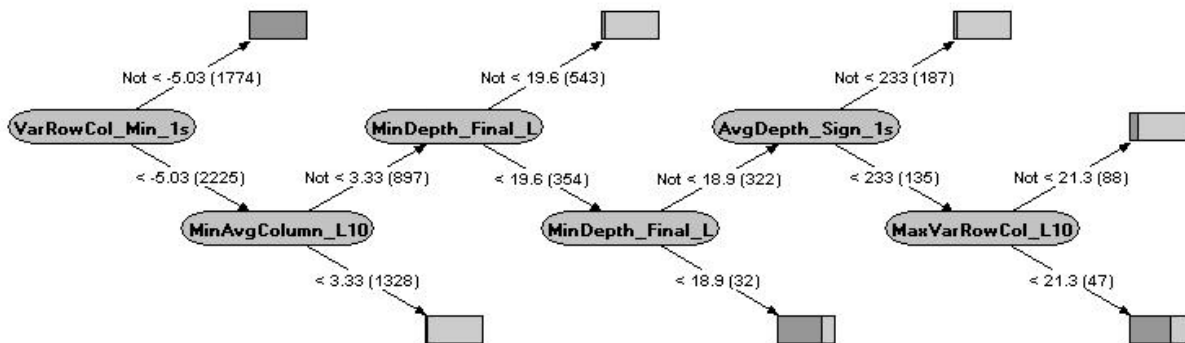 Not < -5.03 (1774)
Not < 19.6 (543)
Not < 233 (187)
VarRowCol_Min_1s
MinDepth_Final_L
AvgDepth_Sign_1s
< -5.03 (2225)
Not < 3.33 (897)
< 19.6 (354)
Not < 18.9 (322)
< 233 (135)
Not < 21.3 (88)
MinAvgColumn_L10
MinDepth_Final_L
MaxVarRowCol_L10
< 3.33 (1328)
< 18.9 (32)
< 21.3 (47)